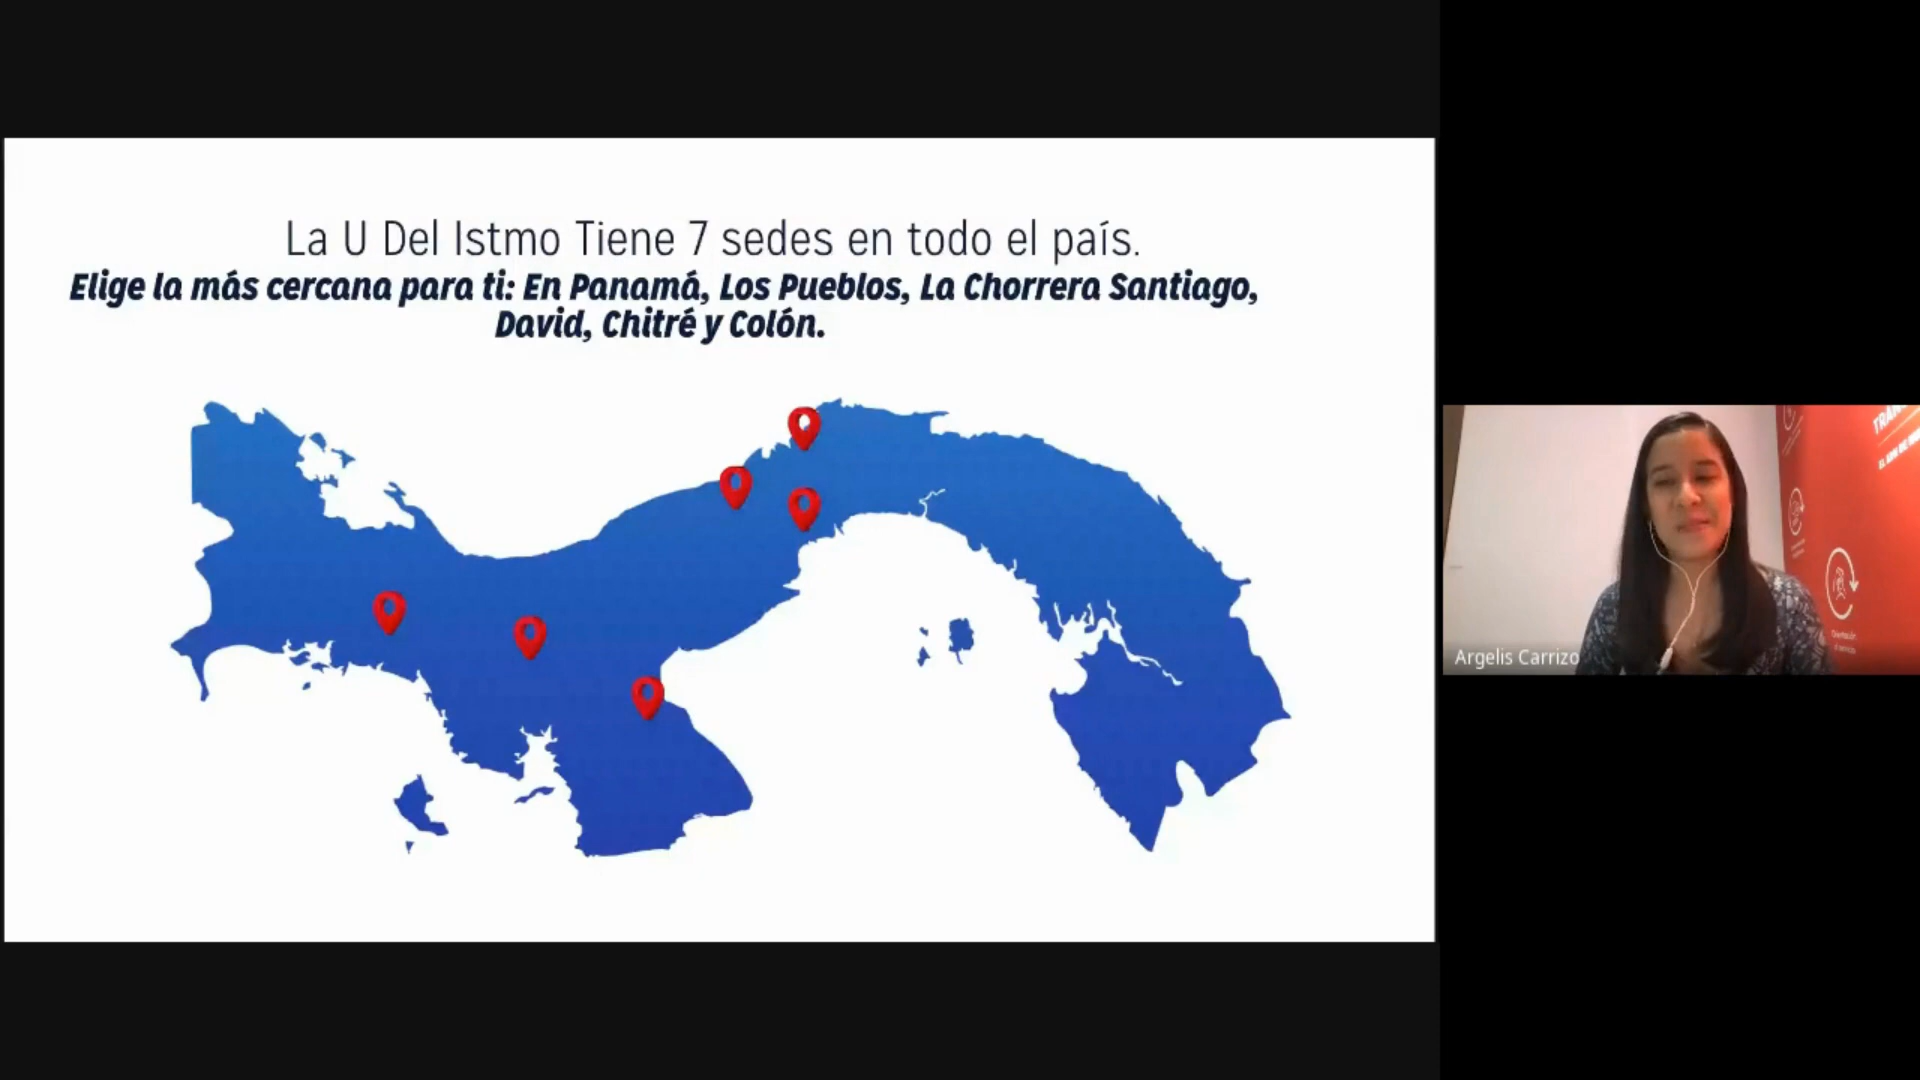 La U Del Istmo Tiene 7 sedes en todo el país.
Elige la más cercana para ti: En Panamá, Los Pueblos, La Chorrera Santiago,
David, Chitré y Colón.
Argelis Carrizo